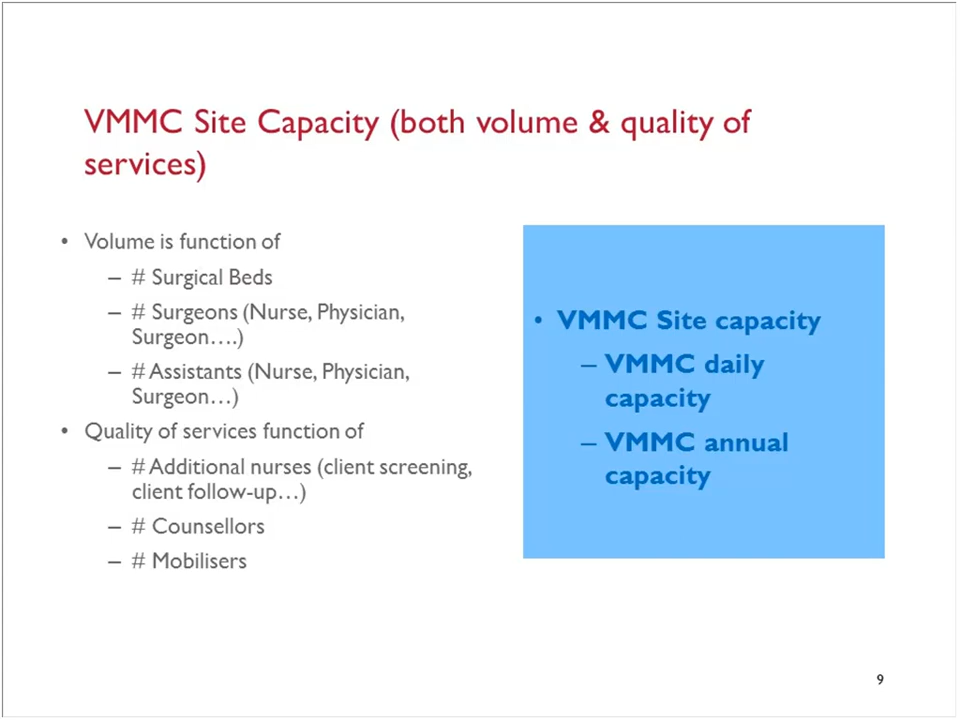 VMMC Site Capacity (both volume & quality of
services)
• Volume is function of
– # Surgical Beds
– # Surgeons (Nurse, Physician,
Surgeon….)
– # Assistants (Nurse, Physician,
Surgeon…)
• Quality of services function of
– # Additional nurses (client screening,
client follow-up…)
– # Counsellors
– # Mobilisers
• VMMC Site capacity
– VMMC daily
capacity
– VMMC annual
capacity
9